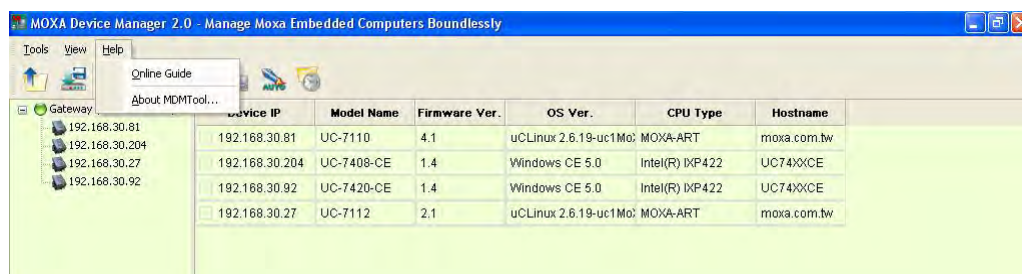 MOXA Device Manager 2.0 - Manage Moxa Embedded Computers Boundlessly
Tools View Help
Online Guide
About MDMTool...
AUTO
Gateway
192.168.30.81
192.168.30.204
192.168.30.27
192.168.30.92
Device IP Model Name Firmware Ver. OS Ver. CPU Type Hostname
192.168.30.81 UC-7110 4.1 uCLinux 2.6.19-uc1Mo MOXA-ART moxa.com.tw
192.168.30.204 UC-7408-CE 1.4 Windows CE 5.0 Intel(R) IXP422 UC74XXCE
192.168.30.92 UC-7420-CE 1.4 Windows CE 5.0 Intel(R) IXP422 UC74XXCE
192.168.30.27 UC-7112 2.1 uCLinux 2.6.19-uc1Mo MOXA-ART moxa.com.tw